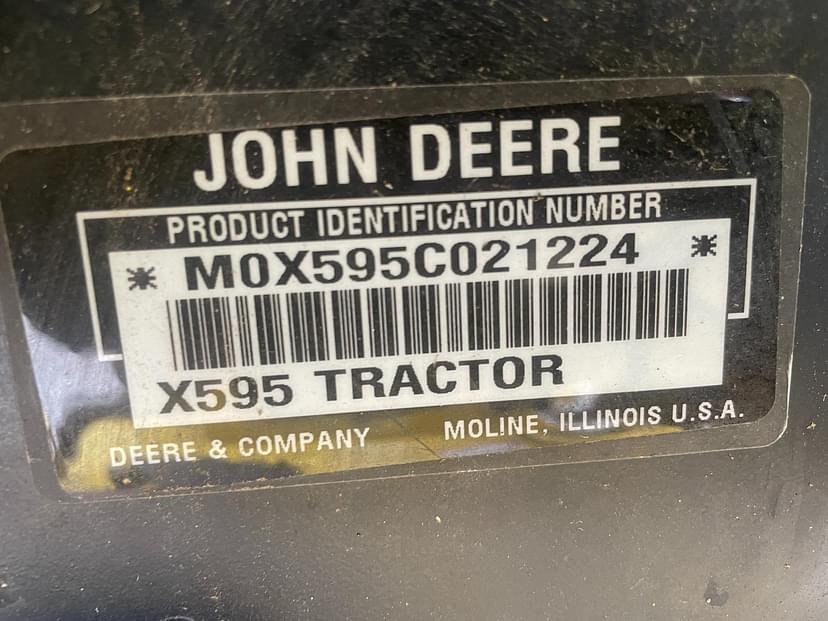 JOHN DEERE
PRODUCT IDENTIFICATION NUMBER
* M0X595C021224 *
X595 TRACTOR
DEERE & COMPANY MOLINE, ILLINOIS U.S.A.